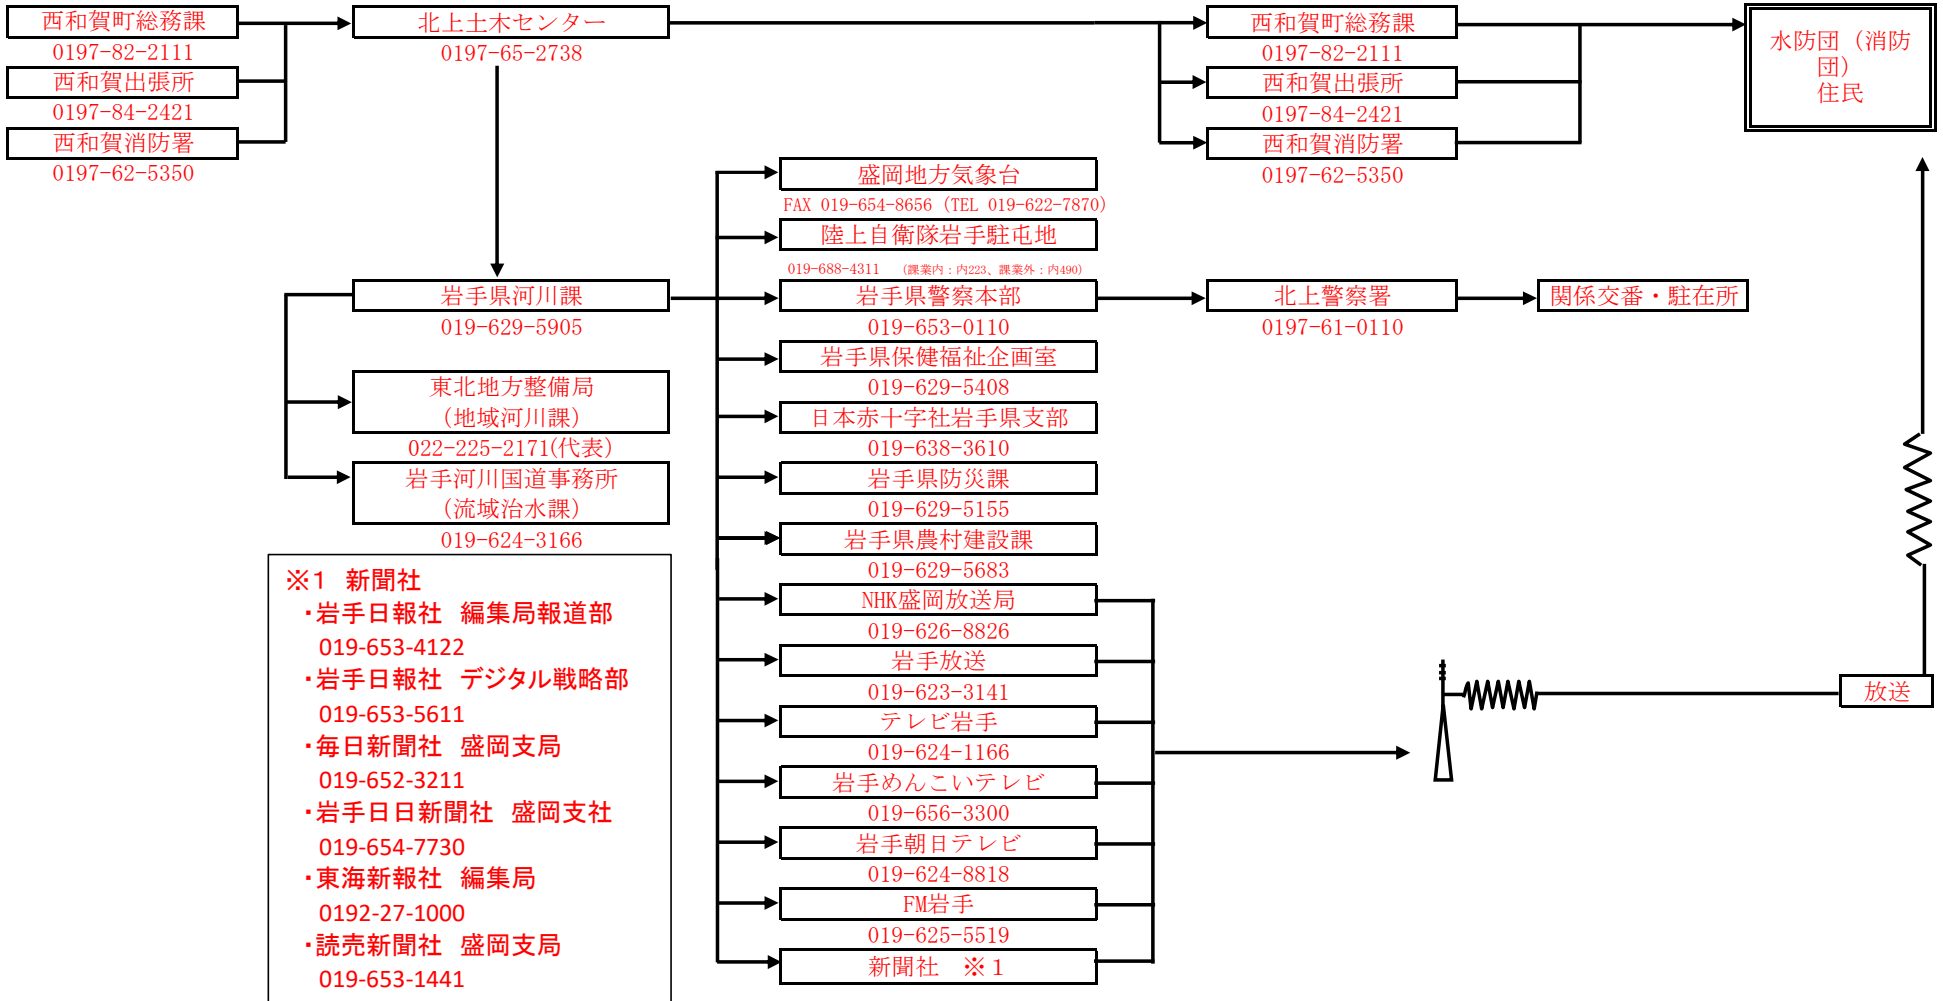 西和賀町総務課
0197-82-2111
西和賀出張所
0197-84-2421
西和賀消防署
0197-62-5350
北上土木センター
0197-65-2738
西和賀町総務課
0197-82-2111
西和賀出張所
0197-84-2421
西和賀消防署
0197-62-5350
水防団（消防
団）
住民
岩手県河川課
019-629-5905
東北地方整備局
（地域河川課）
022-225-2171(代表)
岩手河川国道事務所
（流域治水課）
019-624-3166
盛岡地方気象台
FAX 019-654-8656（TEL 019-622-7870）
陸上自衛隊岩手駐屯地
019-688-4311　（課業内：内223、課業外：内490）
岩手県警察本部
019-653-0110
北上警察署
0197-61-0110
関係交番・駐在所
岩手県保健福祉企画室
019-629-5408
日本赤十字社岩手県支部
019-638-3610
岩手県防災課
019-629-5155
岩手県農村建設課
019-629-5683
NHK盛岡放送局
019-626-8826
岩手放送
019-623-3141
テレビ岩手
019-624-1166
岩手めんこいテレビ
019-656-3300
岩手朝日テレビ
019-624-8818
FM岩手
019-625-5519
新聞社　※１
放送
※１　新聞社
・岩手日報社　編集局報道部
019-653-4122
・岩手日報社　デジタル戦略部
019-653-5611
・毎日新聞社　盛岡支局
019-652-3211
・岩手日日新聞社　盛岡支社
019-654-7730
・東海新報社　編集局
0192-27-1000
・読売新聞社　盛岡支局
019-653-1441